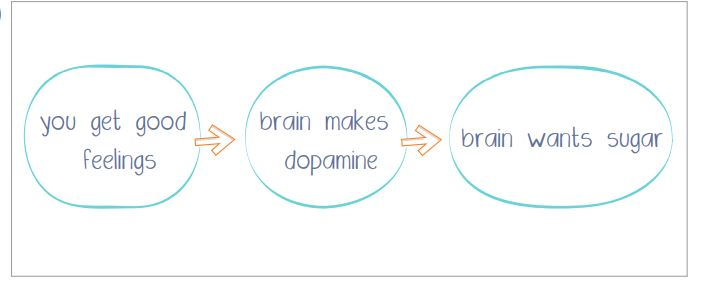 you get good
feelings
brain makes
dopamine
brain wants sugar